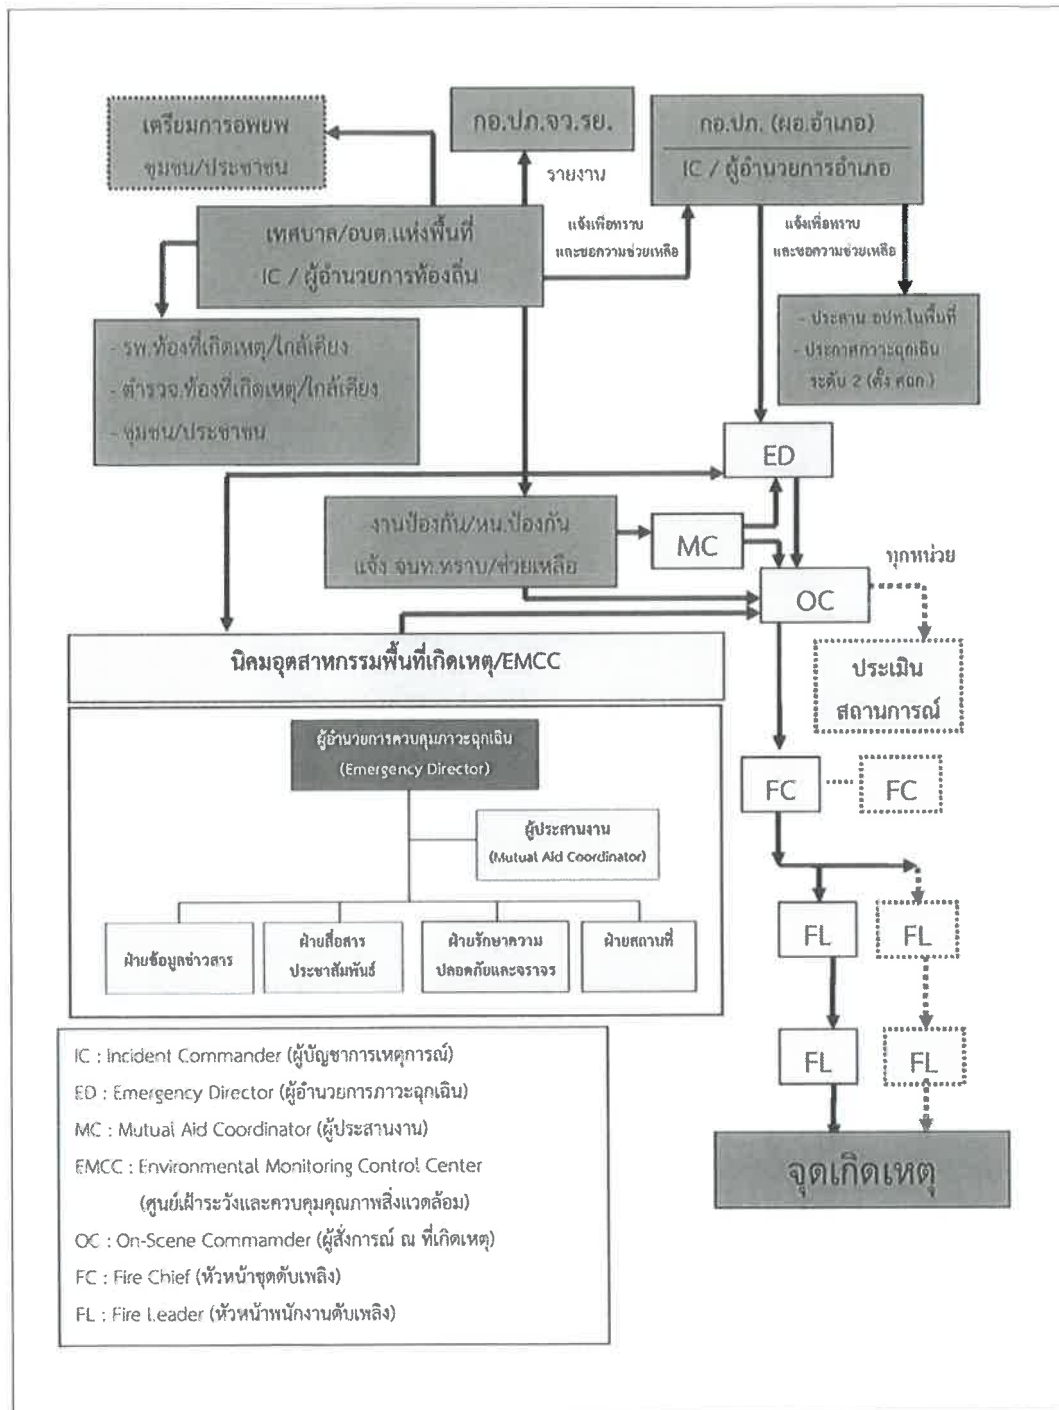 เตรียมการอพยพ
ชุมชน/ประชาชน
กอ.ปภ.จว.รย.
กอ.ปภ. (ผอ.อำเภอ)
IC / ผู้อำนวยการอำเภอ
รายงาน
เทศบาล/อบต.แห่งพื้นที่
IC / ผู้อำนวยการท้องถิ่น
แจ้งเพื่อทราบ
และขอความช่วยเหลือ
แจ้งเพื่อทราบ
และขอความช่วยเหลือ
- รพ.ท้องที่เกิดเหตุ/ใกล้เคียง
- ตำรวจ.ท้องที่เกิดเหตุ/ใกล้เคียง
- ชุมชน/ประชาชน
- ประสาน อปท.ในพื้นที่
- ประกาศภาวะฉุกเฉิน
ระดับ 2 (ตั้ง ศฉก.)
ED
งานป้องกัน/หน.ป้องกัน
แจ้ง จนท.ทราบ/ช่วยเหลือ
MC
ทุกหน่วย
OC
ประเมิน
สถานการณ์
นิคมอุตสาหกรรมพื้นที่เกิดเหตุ/EMCC
ผู้อำนวยการควบคุมภาวะฉุกเฉิน
(Emergency Director)
ผู้ประสานงาน
(Mutual Aid Coordinator)
ฝ่ายข้อมูลข่าวสาร
ฝ่ายสื่อสาร
ประชาสัมพันธ์
ฝ่ายรักษาความ
ปลอดภัยและจราจร
ฝ่ายสถานที่
FC
FC
FL
FL
FL
FL
จุดเกิดเหตุ
IC : Incident Commander (ผู้บัญชาการเหตุการณ์)
ED : Emergency Director (ผู้อำนวยการภาวะฉุกเฉิน)
MC : Mutual Aid Coordinator (ผู้ประสานงาน)
EMCC : Environmental Monitoring Control Center
(ศูนย์เฝ้าระวังและควบคุมคุณภาพสิ่งแวดล้อม)
OC : On-Scene Commamder (ผู้สั่งการณ์ ณ ที่เกิดเหตุ)
FC : Fire Chief (หัวหน้าชุดดับเพลิง)
FL : Fire Leader (หัวหน้าพนักงานดับเพลิง)